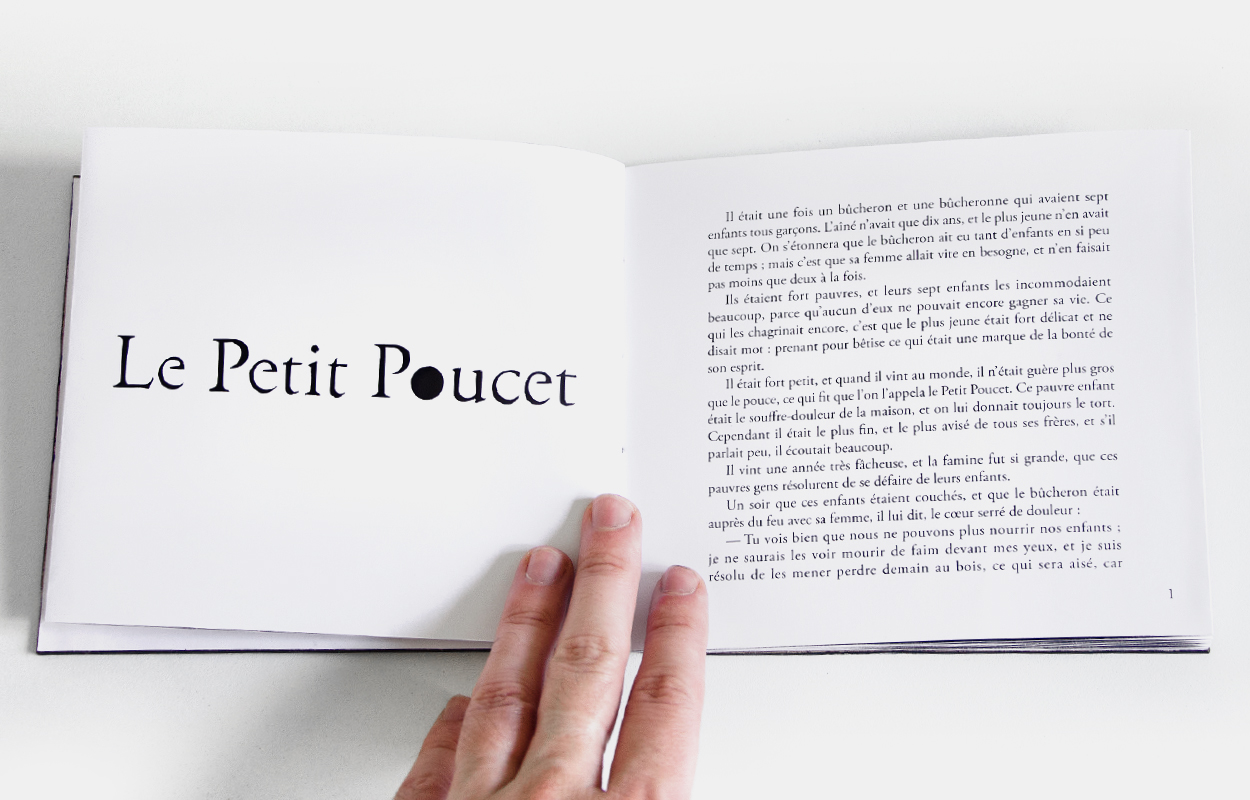 Le Petit Poucet
Il était une fois un bûcheron et une bûcheronne qui avaient sept
enfants tous garçons. L'aîné n'avait que dix ans, et le plus jeune n'en avait
que sept. On s'étonnera que le bûcheron ait eu tant d'enfants en si peu
de temps ; mais c'est que sa femme allait vite en besogne, et n'en faisait
pas moins que deux à la fois.
Ils étaient fort pauvres, et leurs sept enfants les incommodaient
beaucoup, parce qu'aucun d'eux ne pouvait encore gagner sa vie. Ce
qui les chagrinait encore, c'est que le plus jeune était fort délicat et ne
disait mot : prenant pour bêtise ce qui était une marque de la bonté de
son esprit.
Il était fort petit, et quand il vint au monde, il n'était guère plus gros
que le pouce, ce qui fit que l'on l'appela le Petit Poucet. Ce pauvre enfant
était le souffre-douleur de la maison, et on lui donnait toujours le tort.
Cependant il était le plus fin, et le plus avisé de tous ses frères, et s'il
parlait peu, il écoutait beaucoup.
Il vint une année très fâcheuse, et la famine fut si grande, que ces
pauvres gens résolurent de se défaire de leurs enfants.
Un soir que ces enfants étaient couchés, et que le bûcheron était
auprès du feu avec sa femme, il lui dit, le cœur serré de douleur :
— Tu vois bien que nous ne pouvons plus nourrir nos enfants ;
je ne saurais les voir mourir de faim devant mes yeux, et je suis
résolu de les mener perdre demain au bois, ce qui sera aisé, car
1